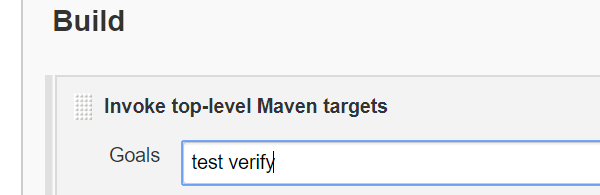 Build
Invoke top-level Maven targets
Goals
test verify